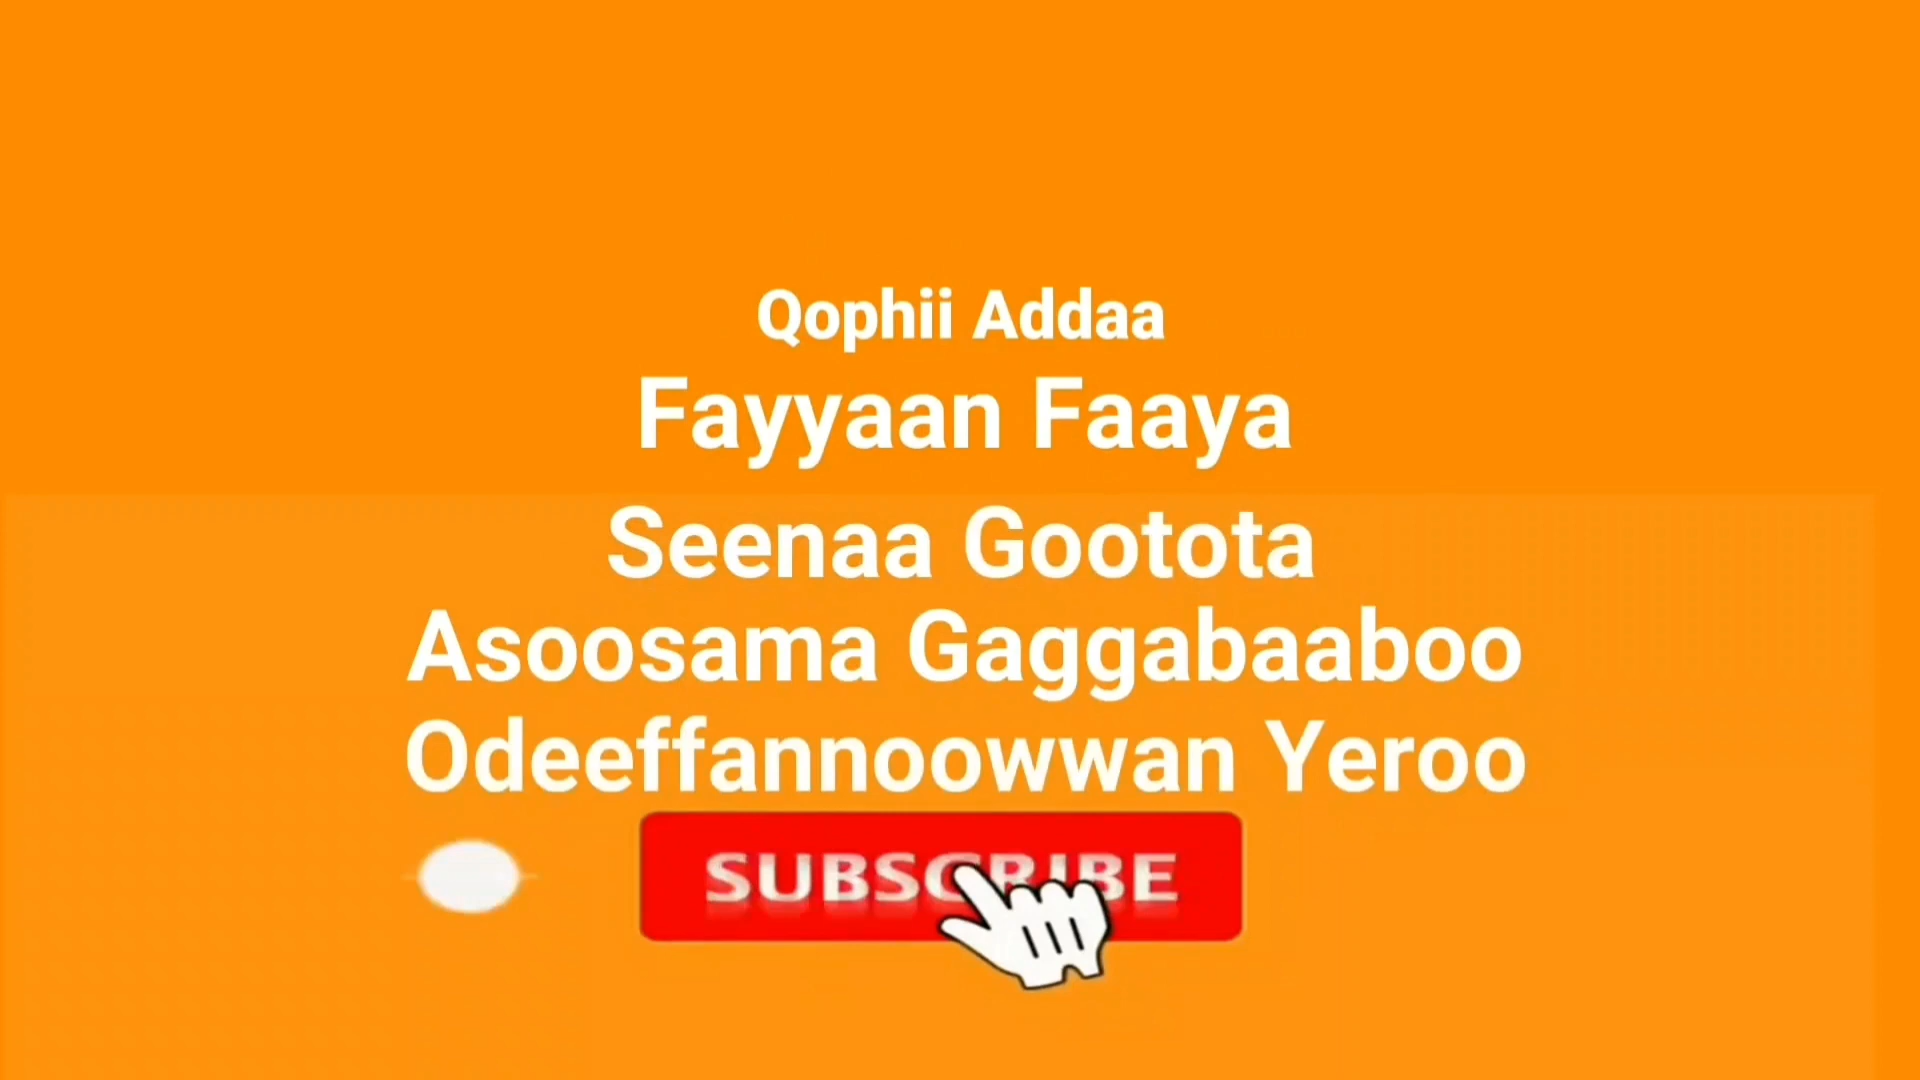 Qophii Addaa
Fayyaan Faaya
Seenaa Gootota
Asoosama Gaggabaaboo
Odeeffannoowwan Yeroo
SUBSCRIBE